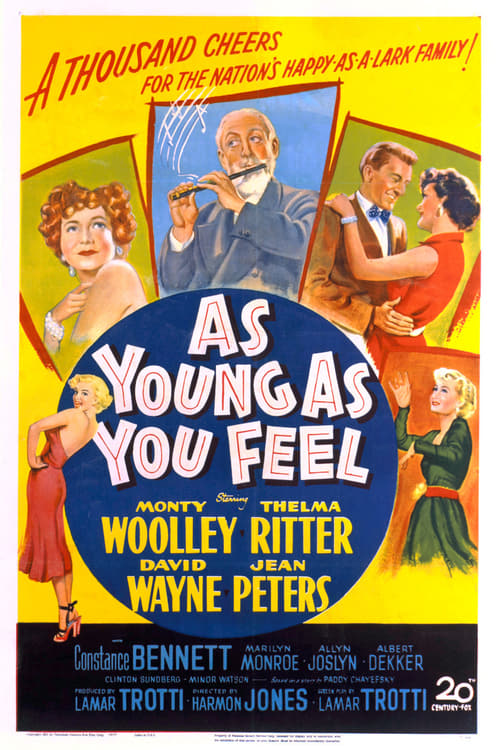 A THOUSAND CHEERS
FOR THE NATION'S HAPPY-AS-A-LARK FAMILY!
AS
YOUNG AS
YOU FEEL
Starring
MONTY WOOLLEY · THELMA RITTER
DAVID WAYNE · JEAN PETERS
Constance BENNETT MARILYN MONROE · ALLYN JOSLYN · ALBERT DEKKER
CLINTON SUNDBERG · MINOR WATSON — Based on a story by PADDY CHAYEFSKY
PRODUCED BY LAMAR TROTTI · DIRECTED BY HARMON JONES · SCREEN PLAY BY LAMAR TROTTI
20TH
CENTURY-FOX